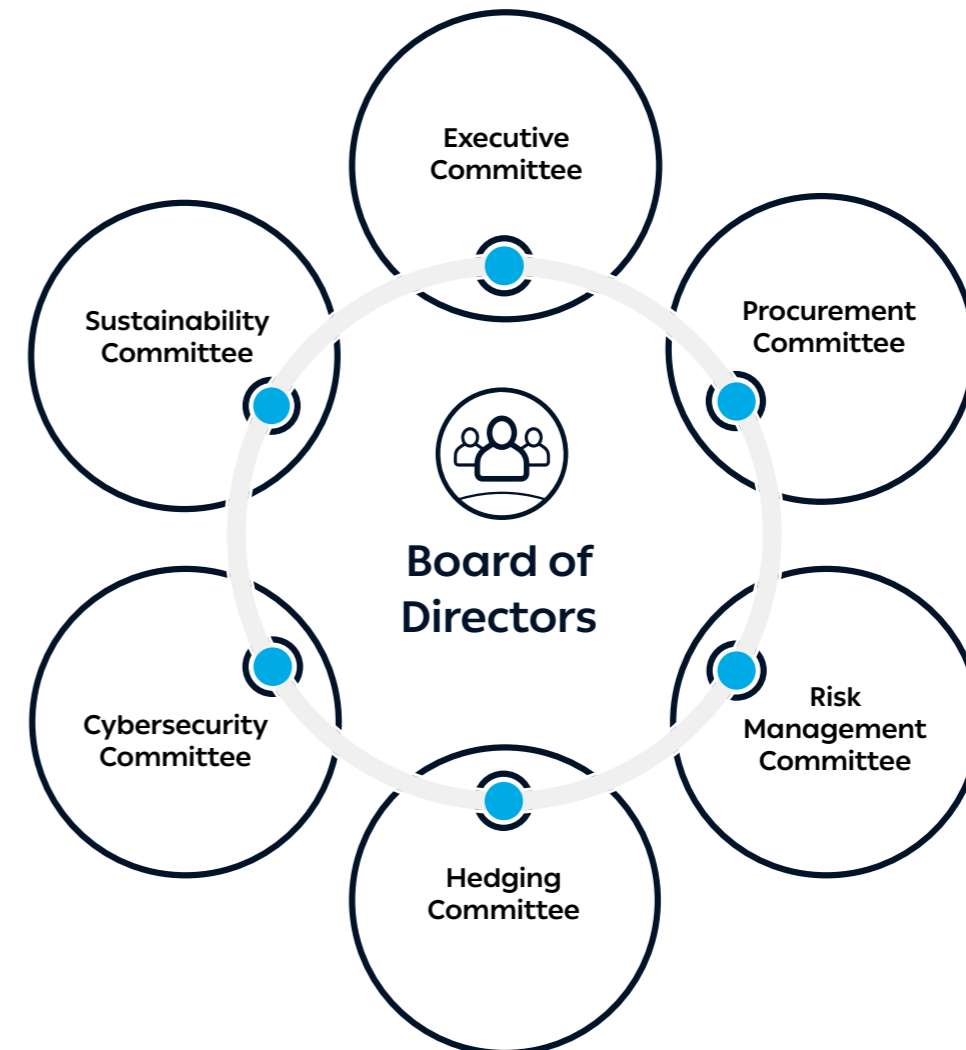 Executive
Committee
Sustainability
Committee
Procurement
Committee
Board of
Directors
Cybersecurity
Committee
Risk
Management
Committee
Hedging
Committee